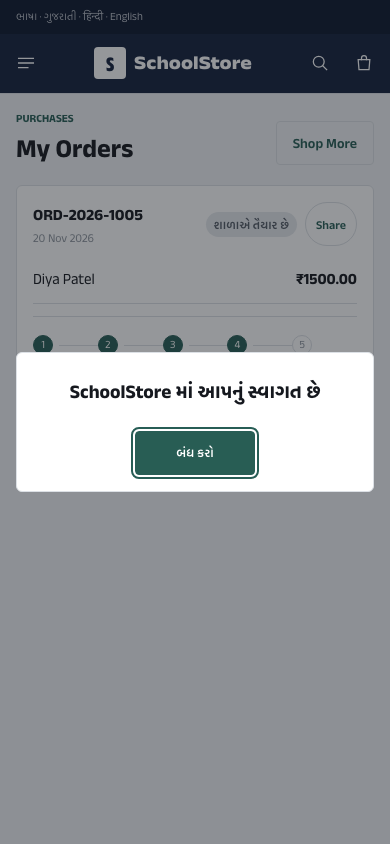 ભાષા · ગુજરાતી · हिन्दी · English
S SchoolStore
PURCHASES
My Orders
Shop More
ORD-2026-1005
શાળાએ તૈયાર છે
Share
20 Nov 2026
Diya Patel
₹1500.00
1 2 3 4 5
SchoolStore માં આપનું સ્વાગત છે
બંધ કરો